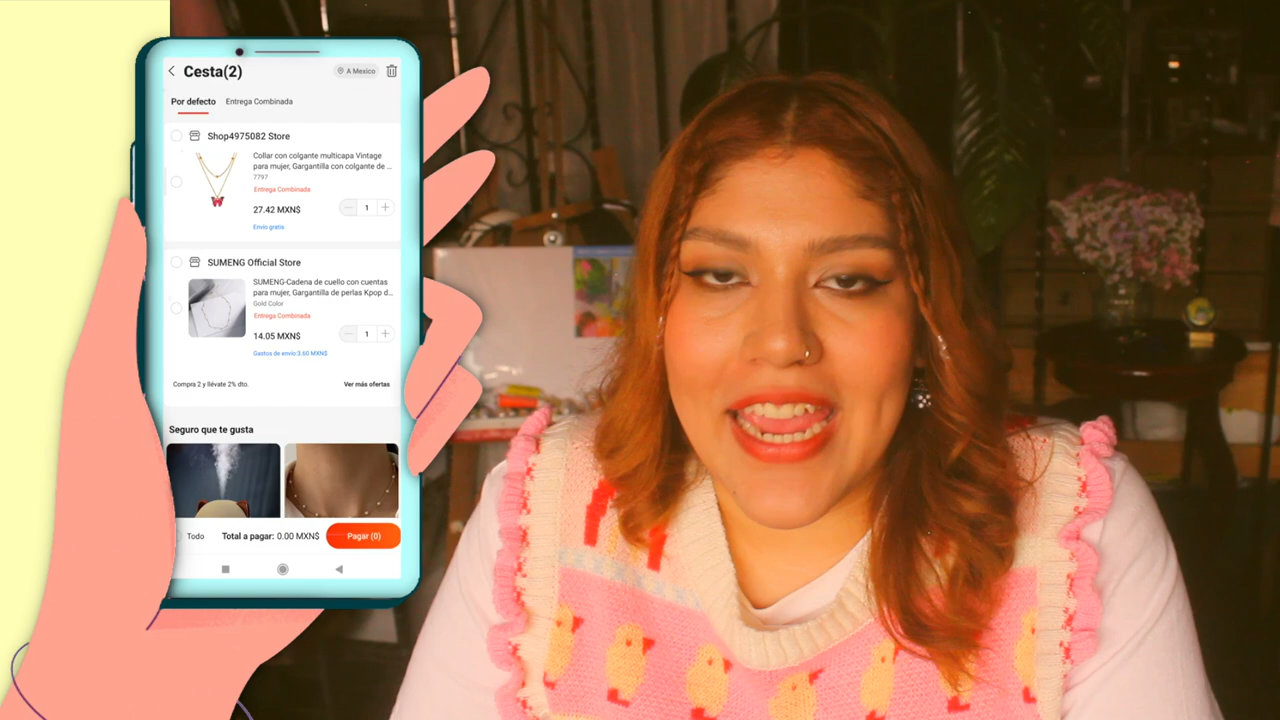 Cesta(2)
A Mexico
Por defecto
Entrega Combinada
Shop4975082 Store
Collar con colgante multicapa Vintage
para mujer, Gargantilla con colgante de ...
7797
Entrega Combinada
27.42 MXN$
1
Envío gratis
SUMENG Official Store
SUMENG-Cadena de cuello con cuentas
para mujer, Gargantilla de perlas Kpop d...
Gold Color
Entrega Combinada
14.05 MXN$
1
Gastos de envío:3.60 MXN$
Compra 2 y llévate 2% dto.
Ver más ofertas
Seguro que te gusta
Todo
Total a pagar: 0.00 MXN$
Pagar (0)